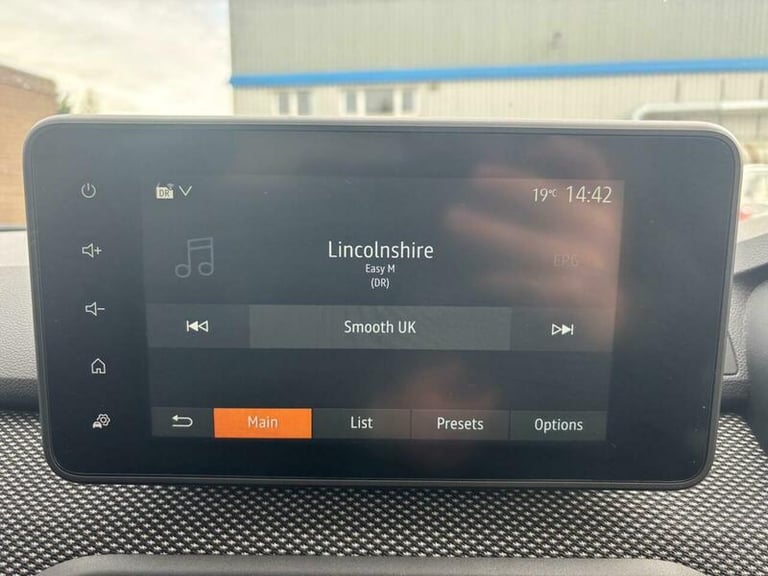 DR
19°C 14:42
Lincolnshire
Easy M
(DR)
EPG
Smooth UK
Main
List
Presets
Options